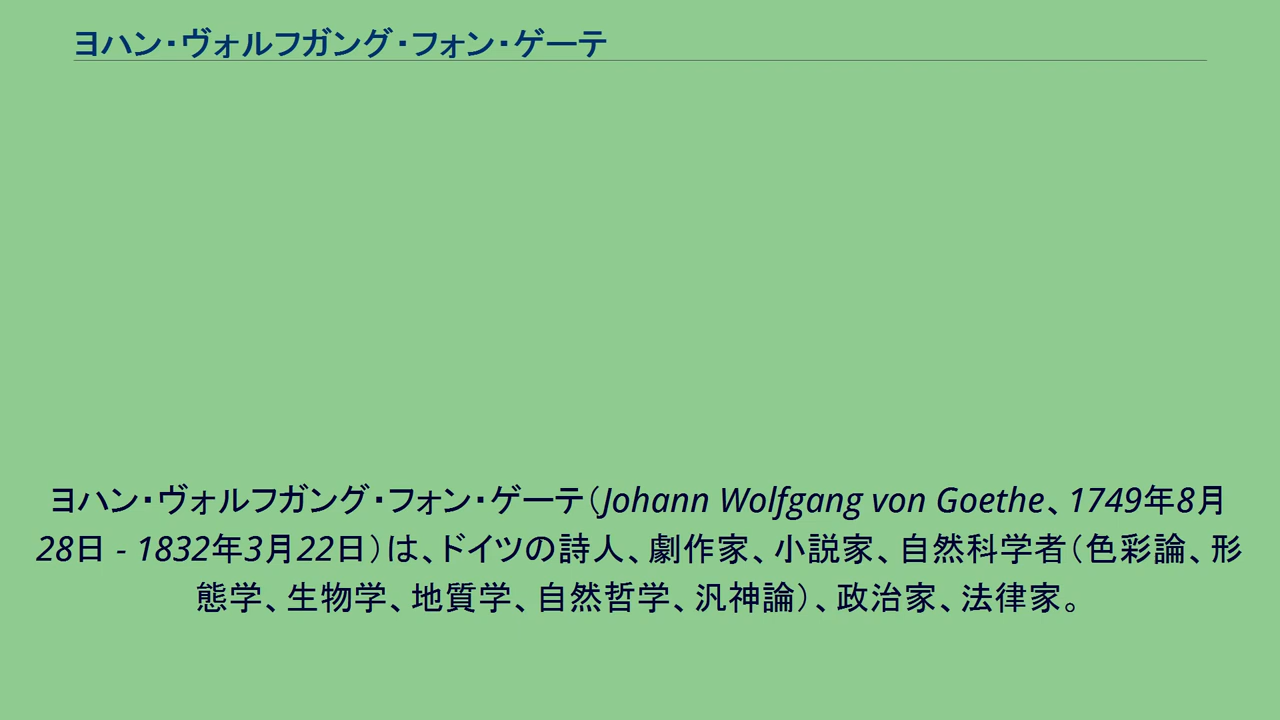 ヨハン・ヴォルフガング・フォン・ゲーテ
ヨハン・ヴォルフガング・フォン・ゲーテ（Johann Wolfgang von Goethe、1749年8月
28日 - 1832年3月22日）は、ドイツの詩人、劇作家、小説家、自然科学者（色彩論、形
態学、生物学、地質学、自然哲学、汎神論）、政治家、法律家。